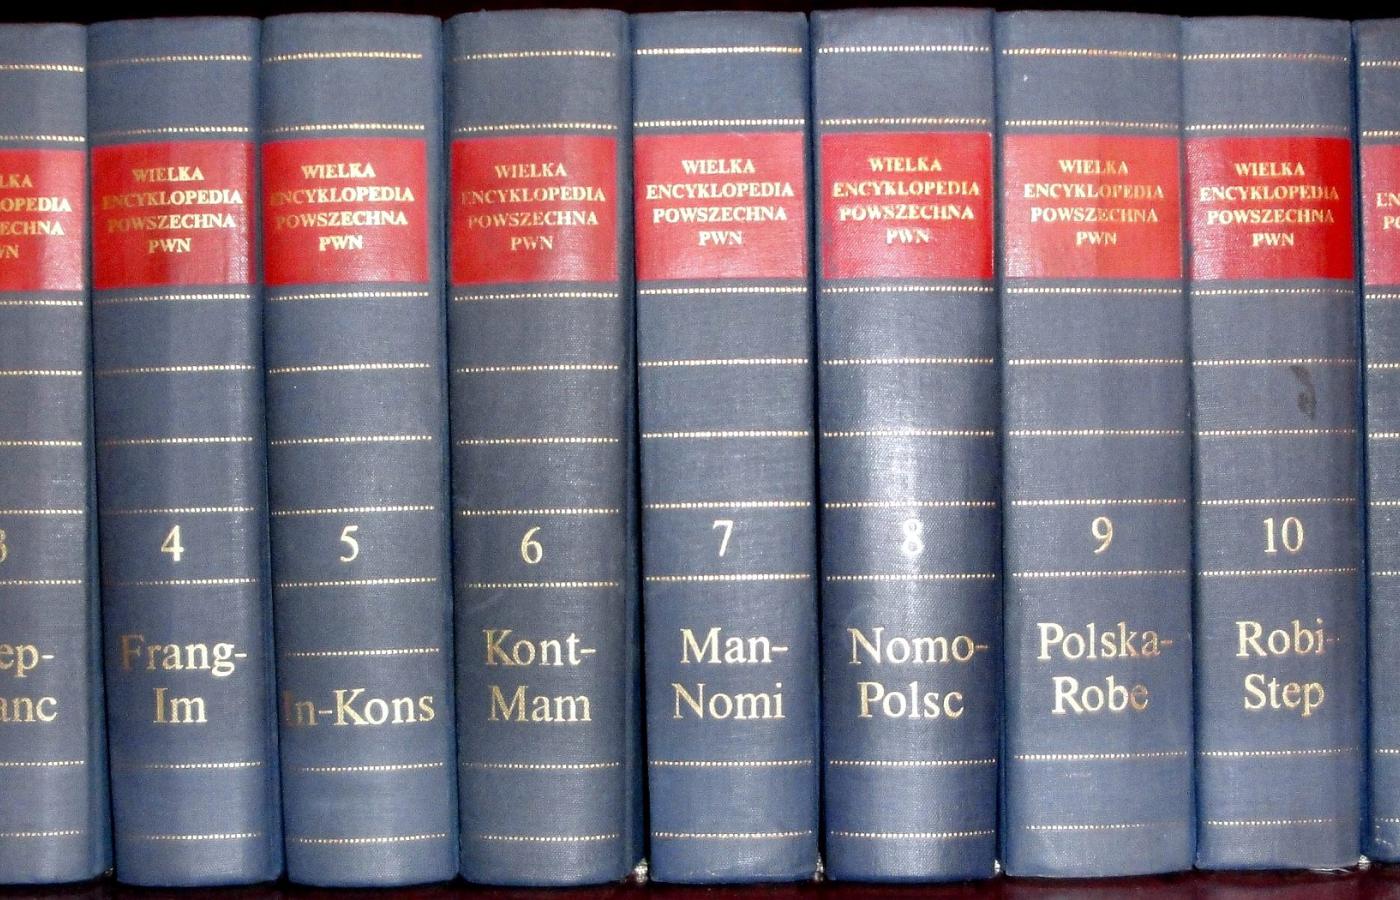 WIELKA
ENCYKLOPEDIA
POWSZECHNA
PWN
4
Frang-
Im
WIELKA
ENCYKLOPEDIA
POWSZECHNA
PWN
5
In-Kons
WIELKA
ENCYKLOPEDIA
POWSZECHNA
PWN
6
Kont-
Mam
WIELKA
ENCYKLOPEDIA
POWSZECHNA
PWN
7
Man-
Nomi
WIELKA
ENCYKLOPEDIA
POWSZECHNA
PWN
8
Nomo-
Polsc
WIELKA
ENCYKLOPEDIA
POWSZECHNA
PWN
9
Polska-
Robe
WIELKA
ENCYKLOPEDIA
POWSZECHNA
PWN
10
Robi-
Step